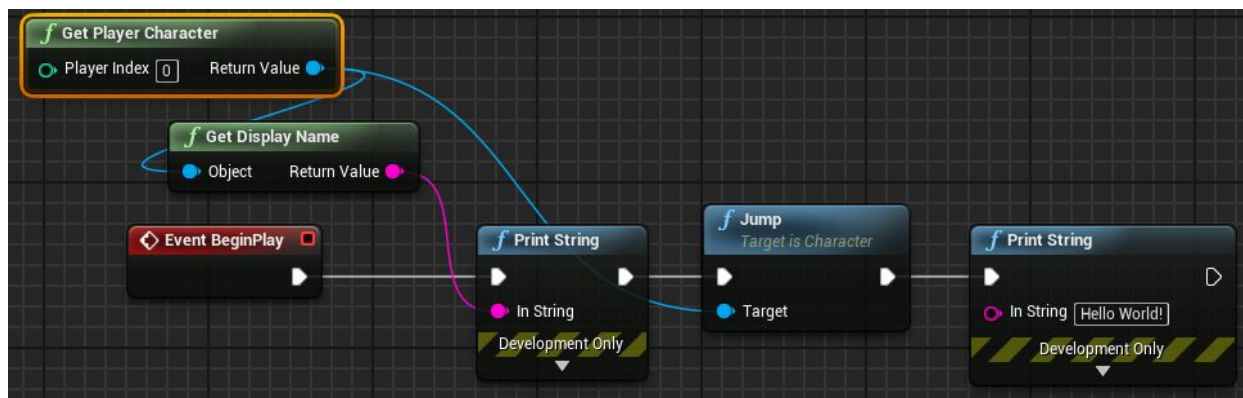 f Get Player Character
Player Index 0 Return Value
f Get Display Name
Object Return Value
Event BeginPlay
f Print String
In String
Development Only
f Jump
Target is Character
Target
f Print String
In String Hello World!
Development Only